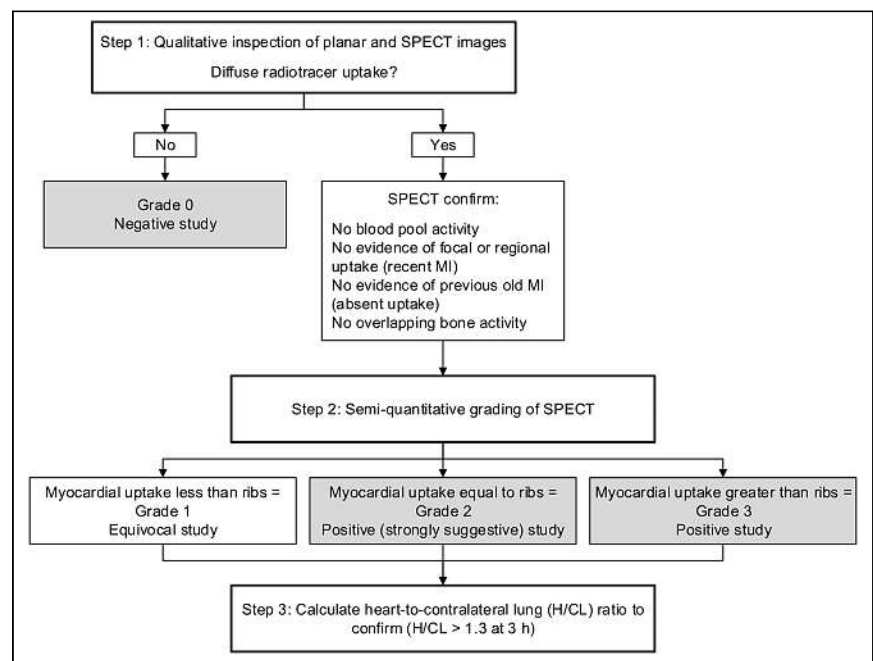 Step 1: Qualitative inspection of planar and SPECT images
Diffuse radiotracer uptake?
No
Yes
Grade 0
Negative study
SPECT confirm:
No blood pool activity
No evidence of focal or regional
uptake (recent MI)
No evidence of previous old MI
(absent uptake)
No overlapping bone activity
Step 2: Semi-quantitative grading of SPECT
Myocardial uptake less than ribs =
Grade 1
Equivocal study
Myocardial uptake equal to ribs =
Grade 2
Positive (strongly suggestive) study
Myocardial uptake greater than ribs =
Grade 3
Positive study
Step 3: Calculate heart-to-contralateral lung (H/CL) ratio to
confirm (H/CL > 1.3 at 3 h)